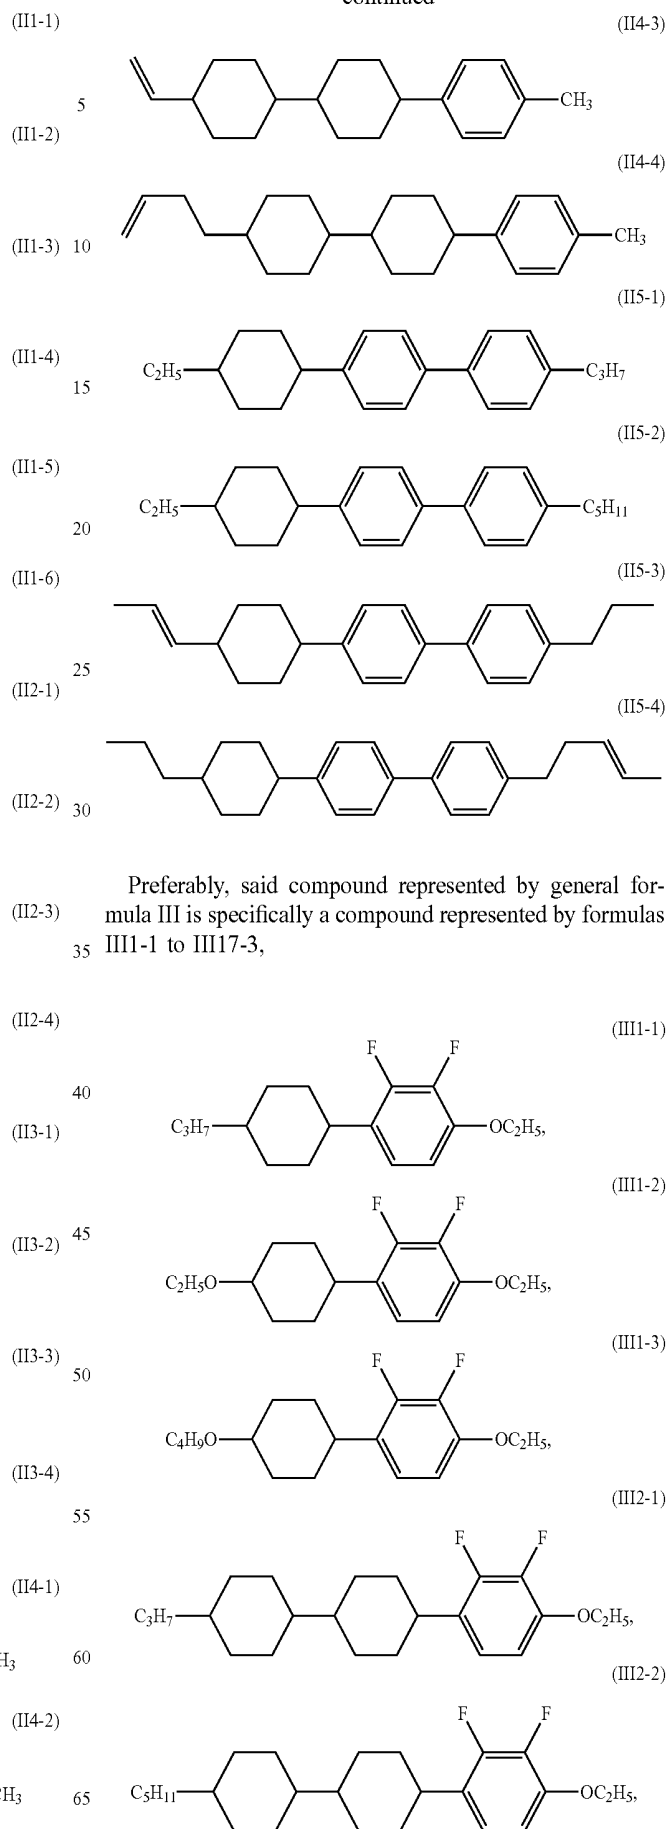 continued
(II1-1)
(II1-2)
(II1-3)
(II1-4)
(II1-5)
(II1-6)
(II2-1)
(II2-2)
(II2-3)
(II2-4)
(II3-1)
(II3-2)
(II3-3)
(II3-4)
(II4-1)
H₃
(II4-2)
CH₃
5
10
15
20
25
30
35
40
45
50
55
60
65
(II4-3)
CH₃
(II4-4)
CH₃
(II5-1)
C₂H₅ C₃H₇
(II5-2)
C₂H₅ C₅H₁₁
(II5-3)
(II5-4)
Preferably, said compound represented by general for-
mula III is specifically a compound represented by formulas
III1-1 to III17-3,
(III1-1)
F F
C₃H₇ OC₂H₅,
(III1-2)
F F
C₂H₅O OC₂H₅,
(III1-3)
F F
C₄H₉O OC₂H₅,
(III2-1)
F F
C₃H₇ OC₂H₅,
(III2-2)
F F
C₅H₁₁ OC₂H₅,